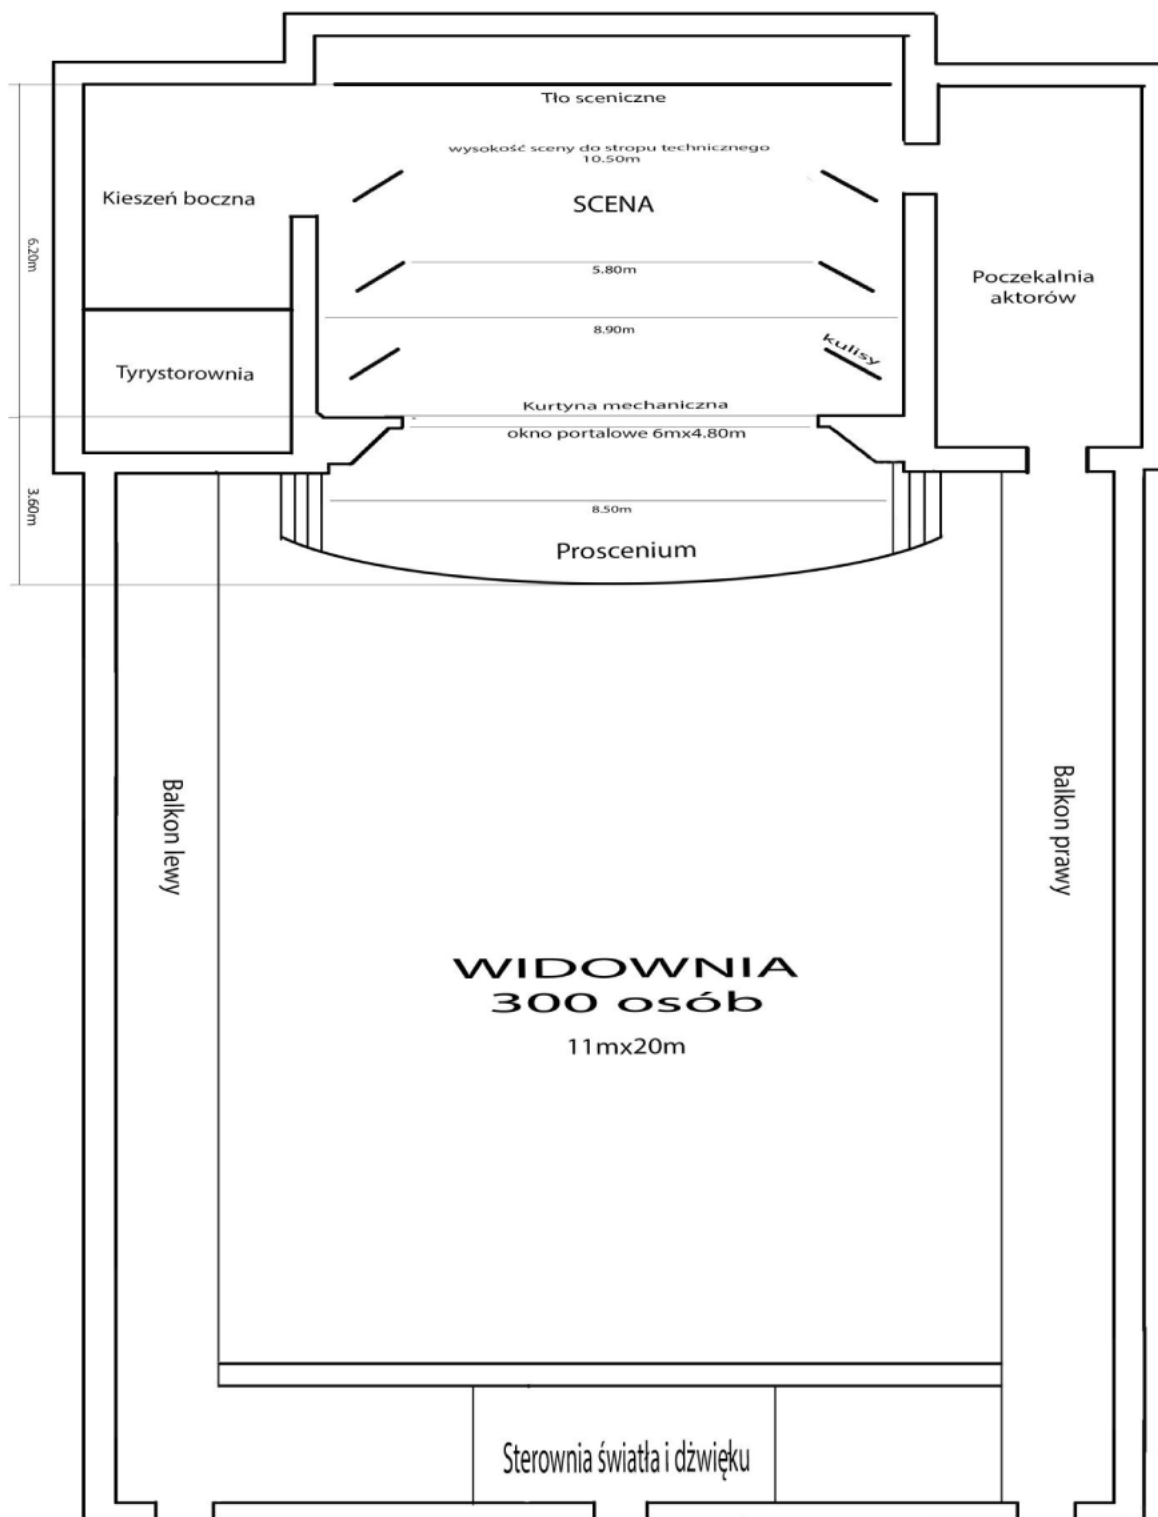 Tło sceniczne
wysokość sceny do stropu technicznego
10.50m
Kieszeń boczna
SCENA
6.20m
5.80m
Poczekalnia
aktorów
8.90m
kulisy
Tyrystorownia
Kurtyna mechaniczna
okno portalowe 6mx4.80m
3.60m
8.50m
Proscenium
Balkon lewy
Balkon prawy
WIDOWNIA
300 osób
11mx20m
Sterownia światła i dżwięku